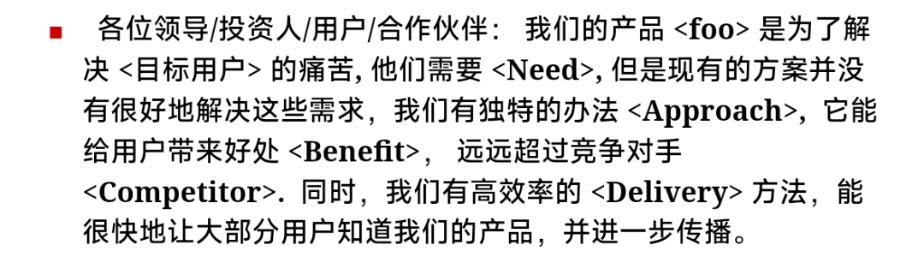 各位领导/投资人/用户/合作伙伴： 我们的产品 <foo> 是为了解
决 <目标用户> 的痛苦, 他们需要 <Need>, 但是现有的方案并没
有很好地解决这些需求，我们有独特的办法 <Approach>, 它能
给用户带来好处 <Benefit>， 远远超过竞争对手
<Competitor>. 同时，我们有高效率的 <Delivery> 方法，能
很快地让大部分用户知道我们的产品，并进一步传播。